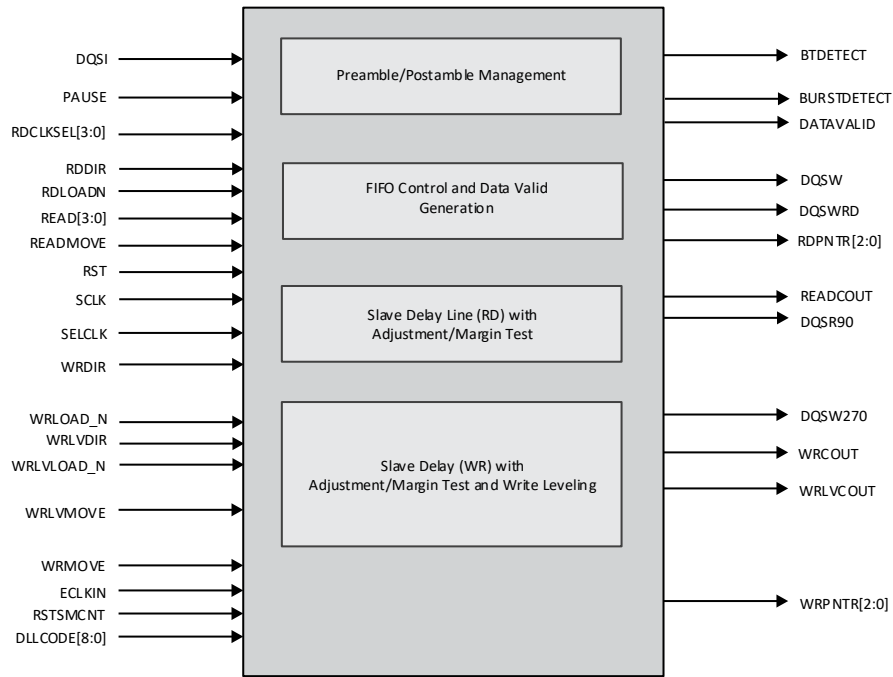 DQSI
PAUSE
RDCLKSEL[3:0]
RDDIR
RDLOADN
READ[3:0]
READMOVE
RST
SCLK
SELCLK
WRDIR
WRLOAD_N
WRLVDIR
WRLVLOAD_N
WRLVMOVE
WRMOVE
ECLKIN
RSTSMCNT
DLLCODE[8:0]
Preamble/Postamble Management
FIFO Control and Data Valid
Generation
Slave Delay Line (RD) with
Adjustment/Margin Test
Slave Delay (WR) with
Adjustment/Margin Test and Write Leveling
BTDETECT
BURSTDETECT
DATAVALID
DQSW
DQSWRD
RDPNTR[2:0]
READCOUT
DQSR90
DQSW270
WRCOUT
WRLVCOUT
WRPNTR[2:0]